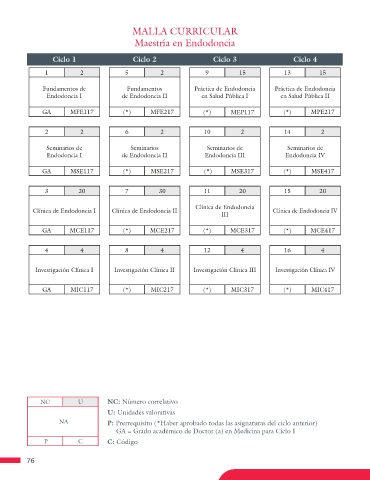 MALLA CURRICULAR
Maestría en Endodoncia
Ciclo 1 Ciclo 2 Ciclo 3 Ciclo 4
1 2 5 2 9 15 13 15
Fundamentos de Fundamentos Práctica de Endodoncia Práctica de Endodoncia
Endodoncia I de Endodoncia II en Salud Pública I en Salud Pública II
GA MFE117 (*) MFE217 (*) MEP117 (*) MPE217
2 2 6 2 10 2 14 2
Seminarios de Seminarios Seminarios de Seminarios de
Endodoncia I de Endodoncia II Endodoncia III Endodoncia IV
GA MSE117 (*) MSE217 (*) MSE317 (*) MSE417
3 20 7 30 11 20 15 20
Clínica de Endodoncia I Clínica de Endodoncia II Clínica de Endodoncia III Clínica de Endodoncia IV
GA MCE117 (*) MCE217 (*) MCE317 (*) MCE417
4 4 8 4 12 4 16 4
Investigación Clínica I Investigación Clínica II Investigación Clínica III Investigación Clínica IV
GA MIC117 (*) MIC217 (*) MIC317 (*) MIC417
NC U NC: Número correlativo
U: Unidades valorativas
NA P: Prerrequisito (*Haber aprobado todas las asignaturas del ciclo anterior)
GA = Grado académico de Doctor (a) en Medicina para Ciclo I
P C C: Código
76